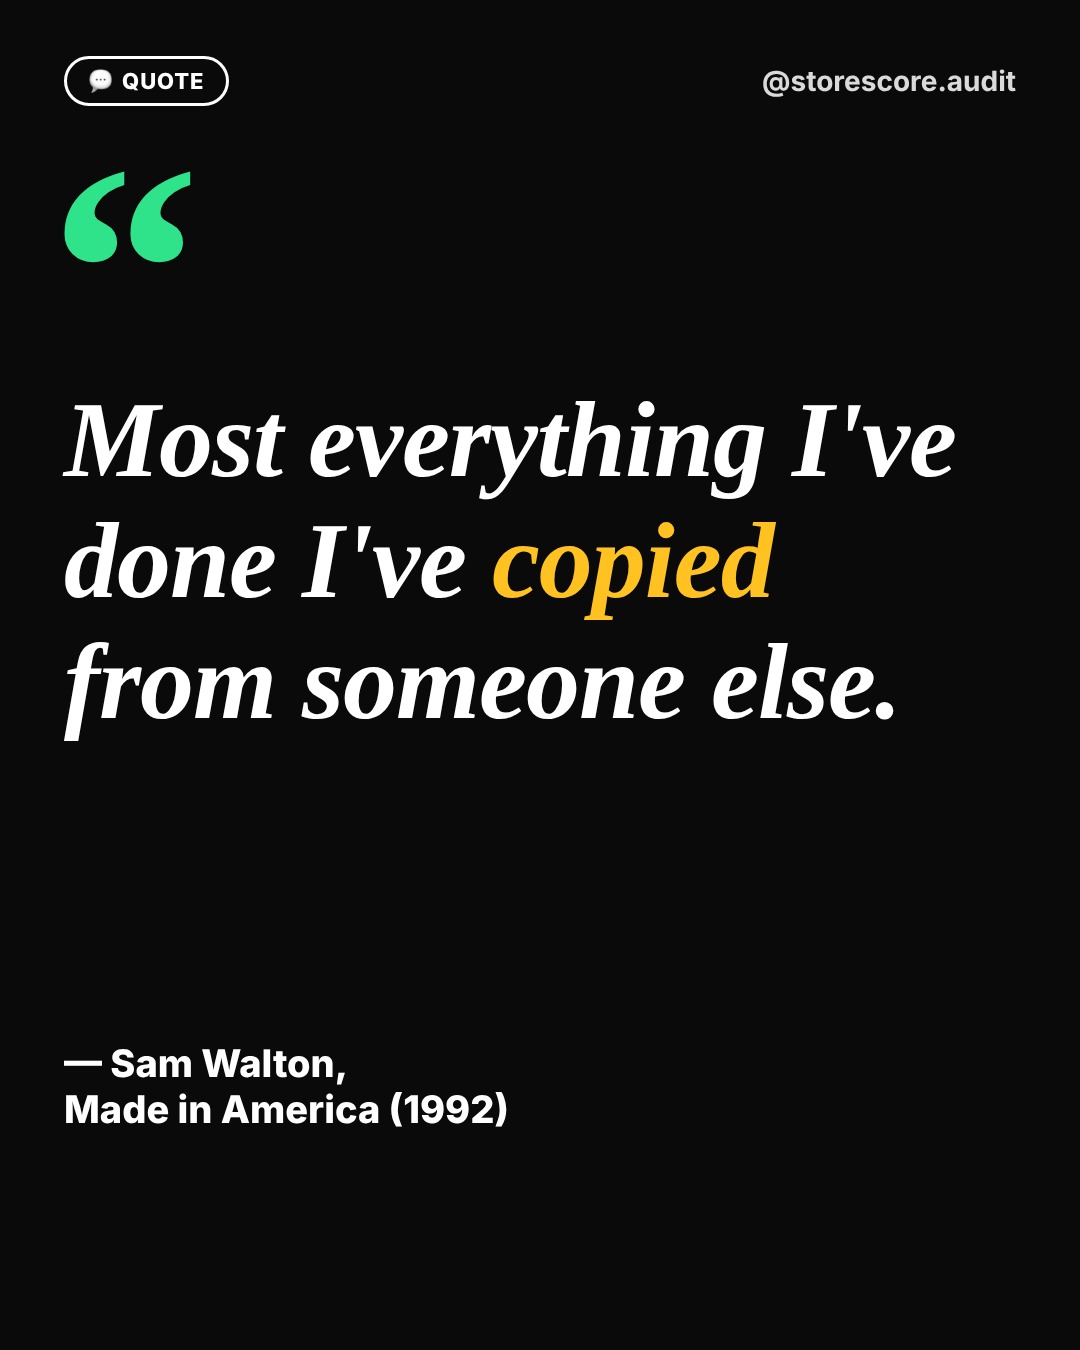 💬 QUOTE
@storescore.audit
“
Most everything I've
done I've copied
from someone else.
— Sam Walton,
Made in America (1992)